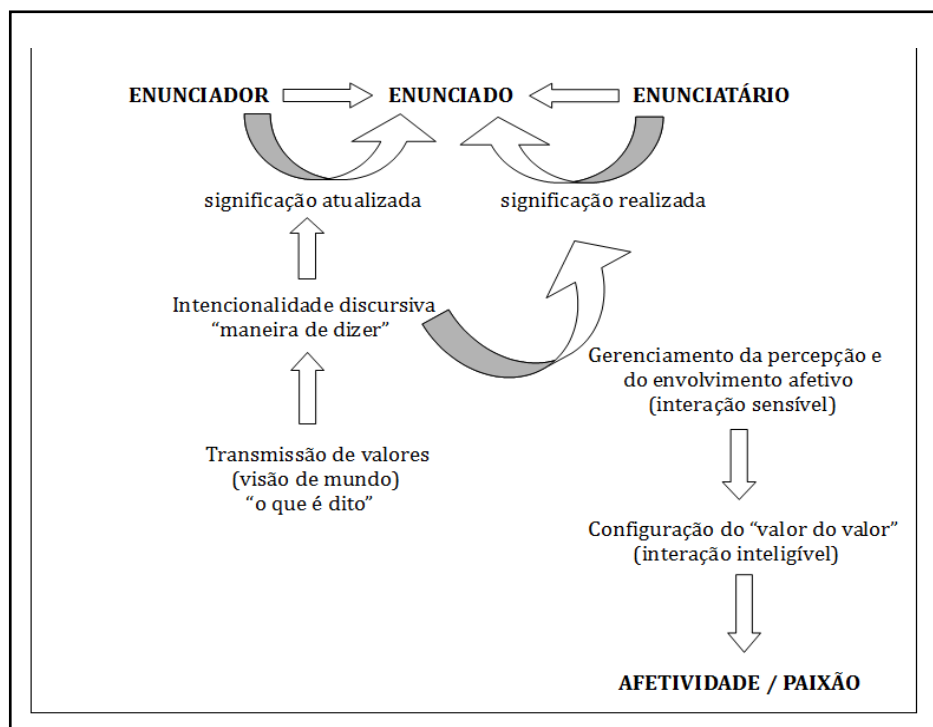 ENUNCIADOR ENUNCIADO ENUNCIATÁRIO
significação atualizada significação realizada
Intencionalidade discursiva
“maneira de dizer”
Transmissão de valores
(visão de mundo)
“o que é dito”
Gerenciamento da percepção e
do envolvimento afetivo
(interação sensível)
Configuração do “valor do valor”
(interação inteligível)
AFETIVIDADE / PAIXÃO